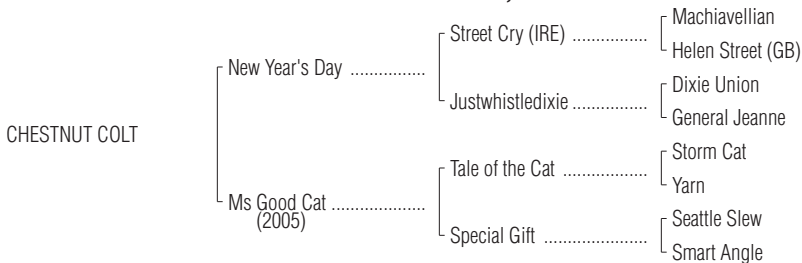 Machiavellian
Street Cry (IRE) ................
Helen Street (GB)
New Year's Day ................
Dixie Union
Justwhistledixie ................
General Jeanne
CHESTNUT COLT
Storm Cat
Tale of the Cat ..................
Yarn
Ms Good Cat ....................
(2005)
Seattle Slew
Special Gift ......................
Smart Angle